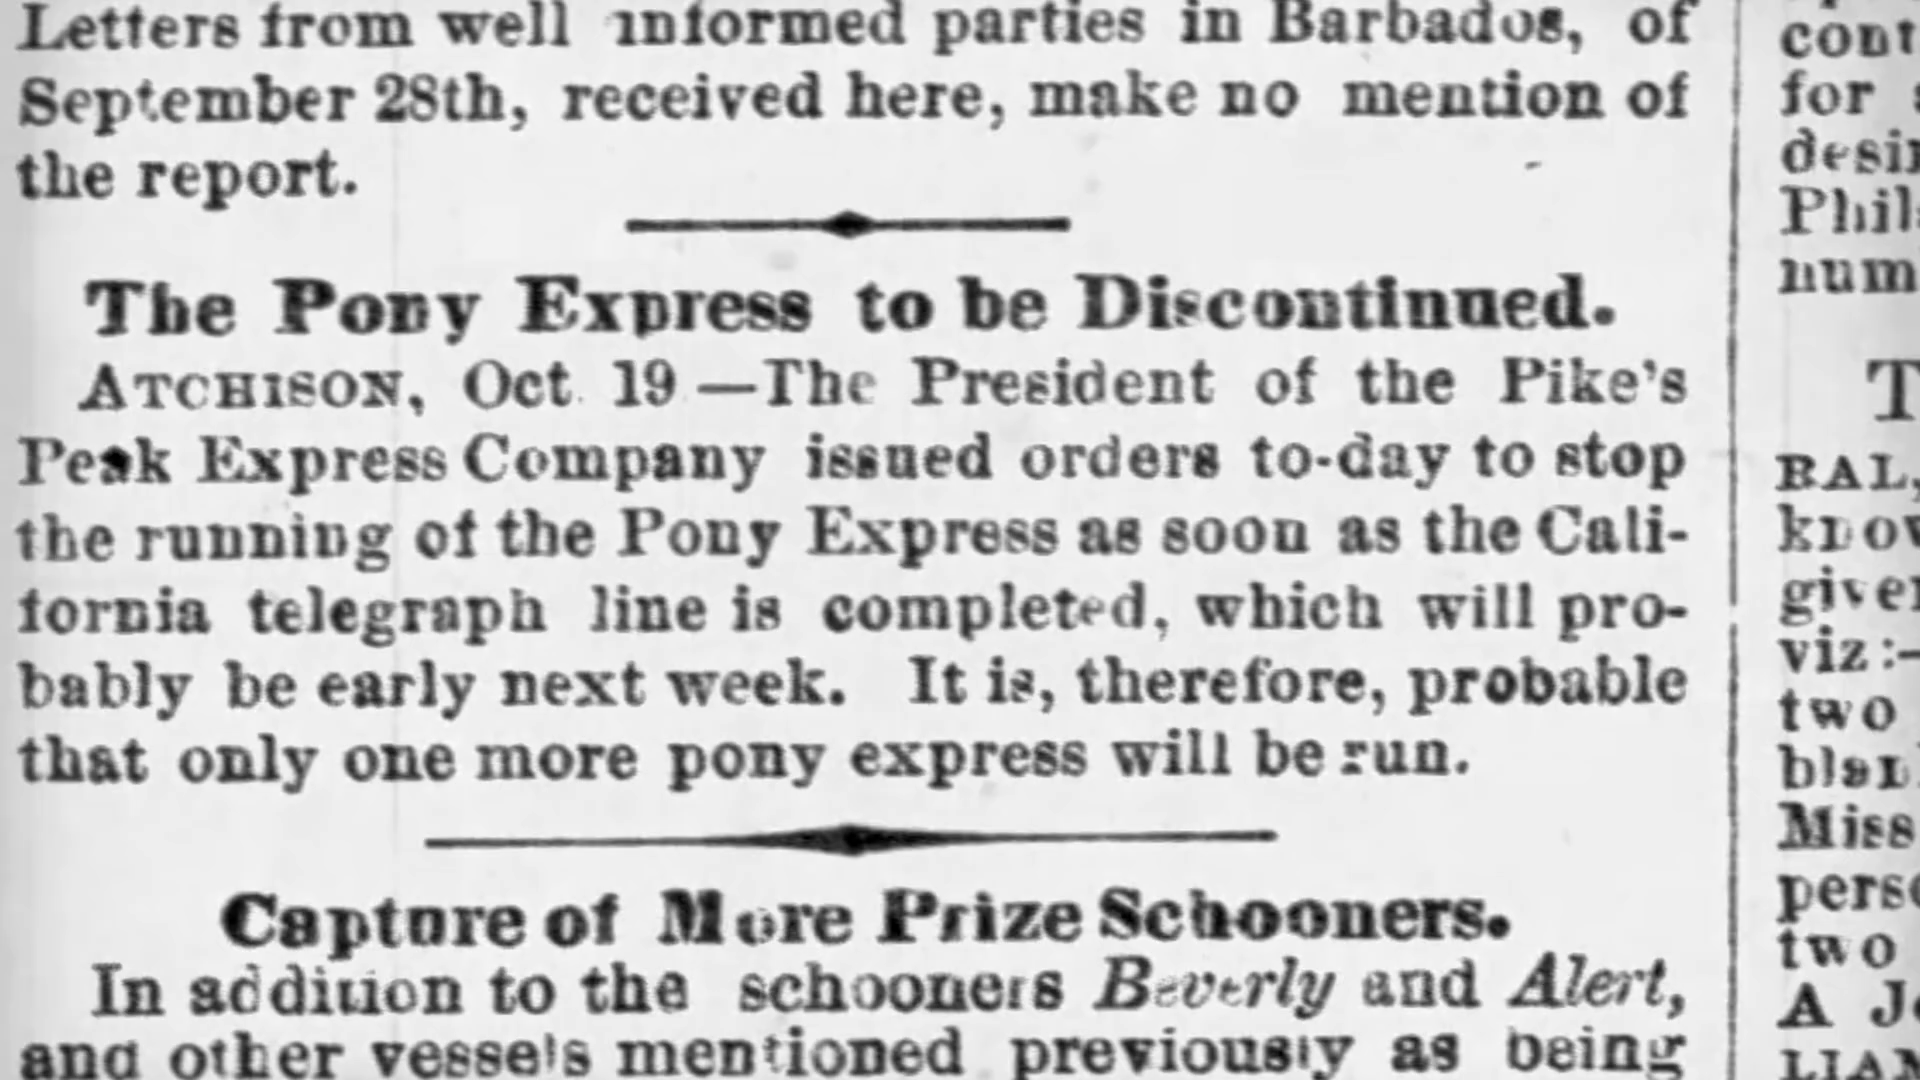 Letters from well informed parties in Barbados, of
September 28th, received here, make no mention of
the report.
The Pony Express to be Discontinued.
ATCHISON, Oct. 19 —The President of the Pike's
Peak Express Company issued orders to-day to stop
the running of the Pony Express as soon as the Cali-
fornia telegraph line is completed, which will pro-
bably be early next week. It is, therefore, probable
that only one more pony express will be run.
Capture of More Prize Schooners.
In addition to the schooners Beverly and Alert,
and other vessels mentioned previously as being
for
two
two
A